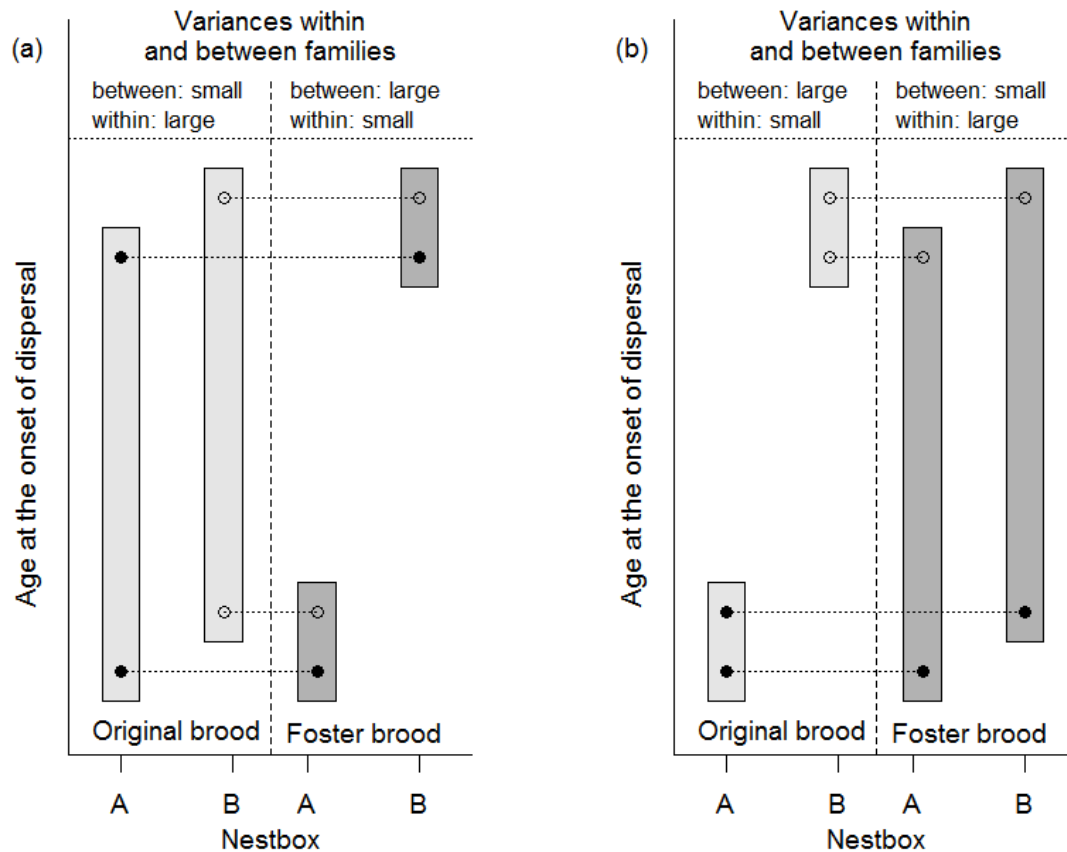 (a)
Variances within
and between families
between: small
within: large
between: large
within: small
Age at the onset of dispersal
Original brood
Foster brood
A
B
A
B
Nestbox
(b)
Variances within
and between families
between: large
within: small
between: small
within: large
Age at the onset of dispersal
Original brood
Foster brood
A
B
A
B
Nestbox